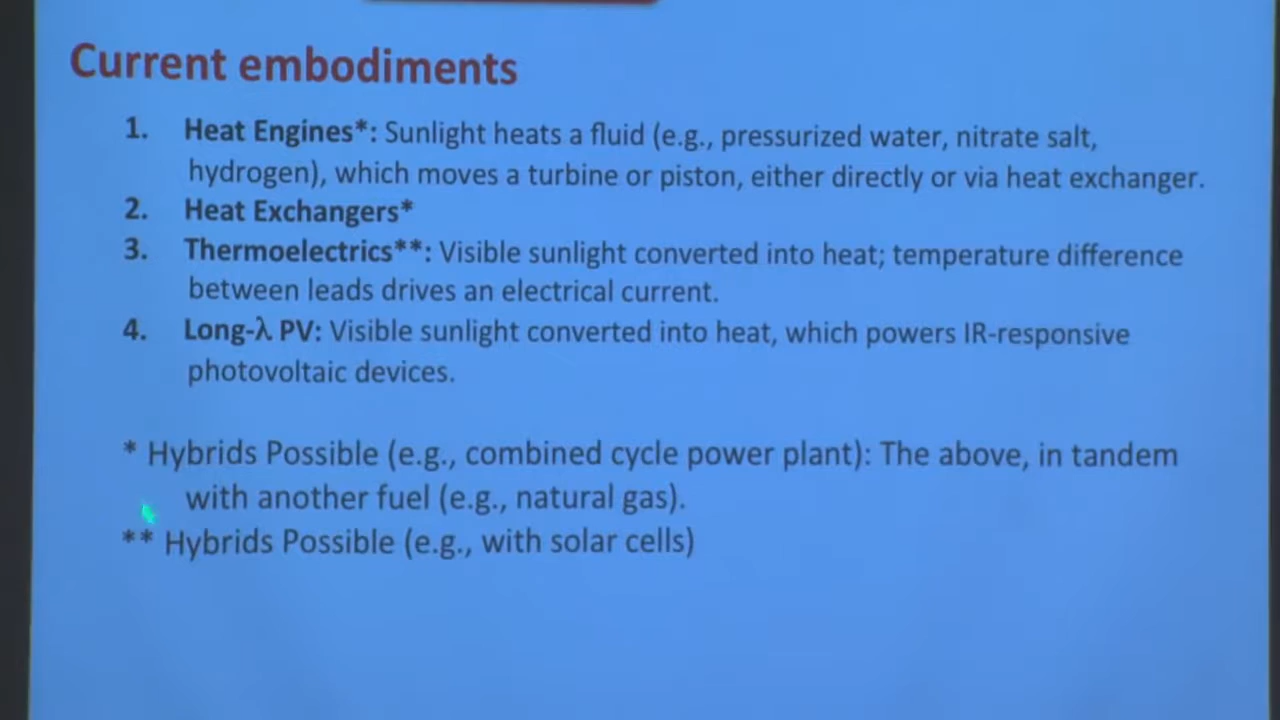 Current embodiments
1. Heat Engines*: Sunlight heats a fluid (e.g., pressurized water, nitrate salt,
hydrogen), which moves a turbine or piston, either directly or via heat exchanger.
2. Heat Exchangers*
3. Thermoelectrics**: Visible sunlight converted into heat; temperature difference
between leads drives an electrical current.
4. Long-λ PV: Visible sunlight converted into heat, which powers IR-responsive
photovoltaic devices.
* Hybrids Possible (e.g., combined cycle power plant): The above, in tandem
with another fuel (e.g., natural gas).
** Hybrids Possible (e.g., with solar cells)